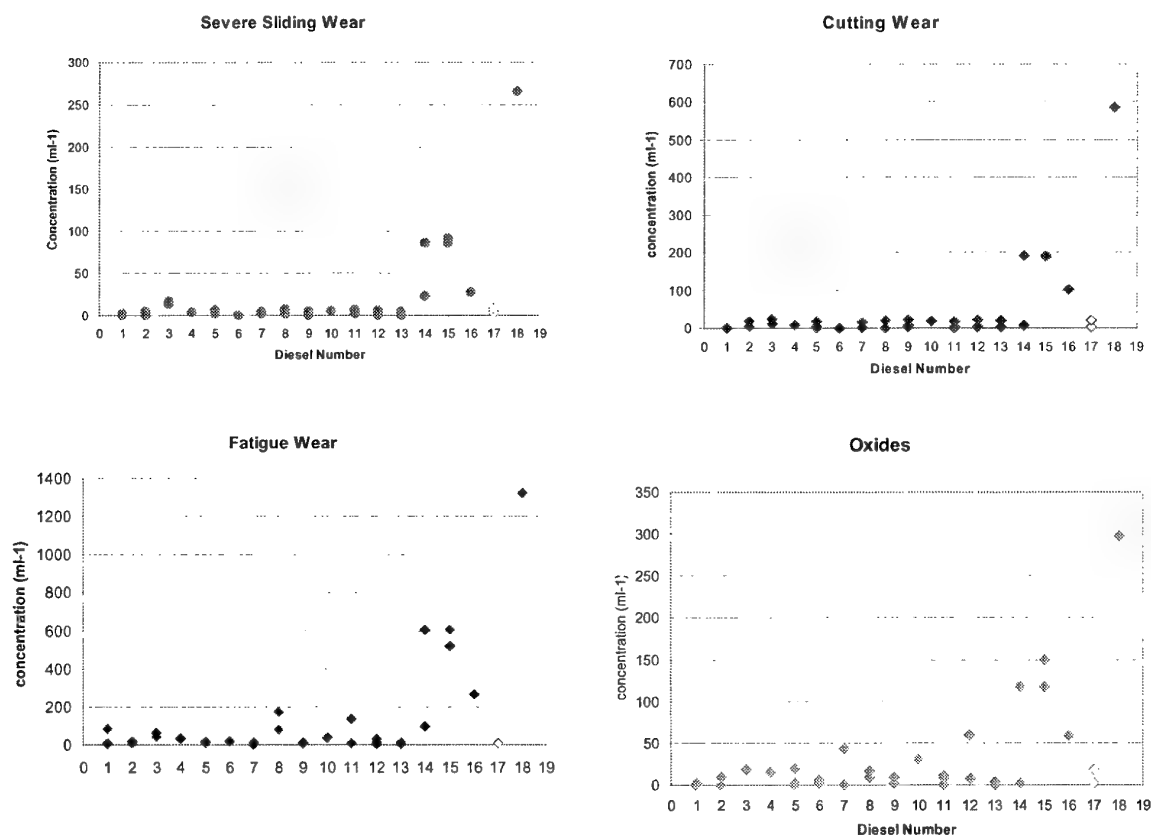 Severe Sliding Wear
300
250
200
150
100
50
0
Concentration (ml-1)
0 1 2 3 4 5 6 7 8 9 10 11 12 13 14 15 16 17 18 19
Diesel Number
Cutting Wear
700
600
500
400
300
200
100
0
concentration (ml-1)
0 1 2 3 4 5 6 7 8 9 10 11 12 13 14 15 16 17 18 19
Diesel Number
Fatigue Wear
1400
1200
1000
800
600
400
200
0
concentration (ml-1)
0 1 2 3 4 5 6 7 8 9 10 11 12 13 14 15 16 17 18 19
Oxides
350
300
250
200
150
100
50
0
concentration (ml-1)
0 1 2 3 4 5 6 7 8 9 10 11 12 13 14 15 16 17 18 19
Diesel Number